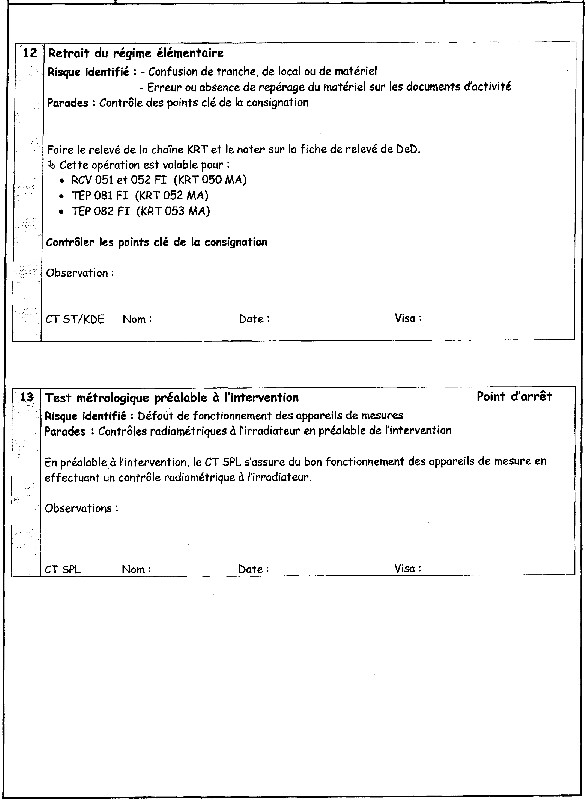 12 Retrait du régime élémentaire
Risque identifié : - Confusion de tranche, de local ou de matériel
- Erreur ou absence de repérage du matériel sur les documents d'activité
Parades : Contrôle des points clé de la consignation
Faire le relevé de la chaîne KRT et le noter sur la fiche de relevé de DeD.
↳ Cette opération est valable pour :
• RCV 051 et 052 FI (KRT 050 MA)
• TEP 081 FI (KRT 052 MA)
• TEP 082 FI (KRT 053 MA)
Contrôler les points clé de la consignation
Observation :
CT ST/KDE Nom : Date : Visa :
13 Test métrologique préalable à l'intervention Point d'arrêt
Risque identifié : Défaut de fonctionnement des appareils de mesures
Parades : Contrôles radiamétriques à l'irradiateur en préalable de l'intervention
En préalable à l'intervention, le CT SPL s'assure du bon fonctionnement des appareils de mesure en
effectuant un contrôle radiamétrique à l'irradiateur.
Observations :
CT SPL Nom : Date : Visa :